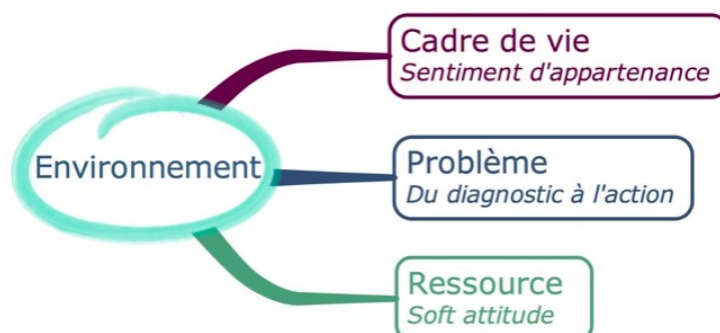 Cadre de vie
Sentiment d'appartenance
Environnement
Problème
Du diagnostic à l'action
Ressource
Soft attitude